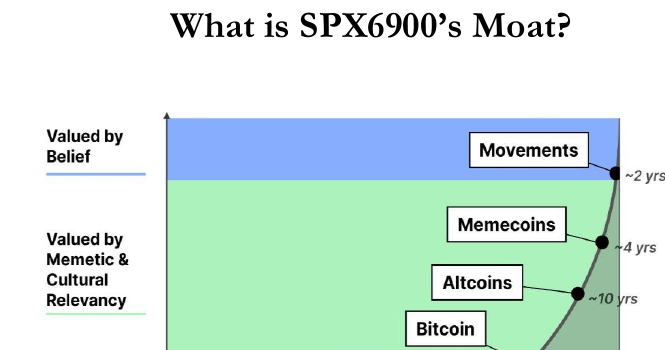 What is SPX6900’s Moat?
Valued by
Belief
Movements
~2 yrs
Valued by
Memetic &
Cultural
Relevancy
Memecoins
~4 yrs
Altcoins
~10 yrs
Bitcoin